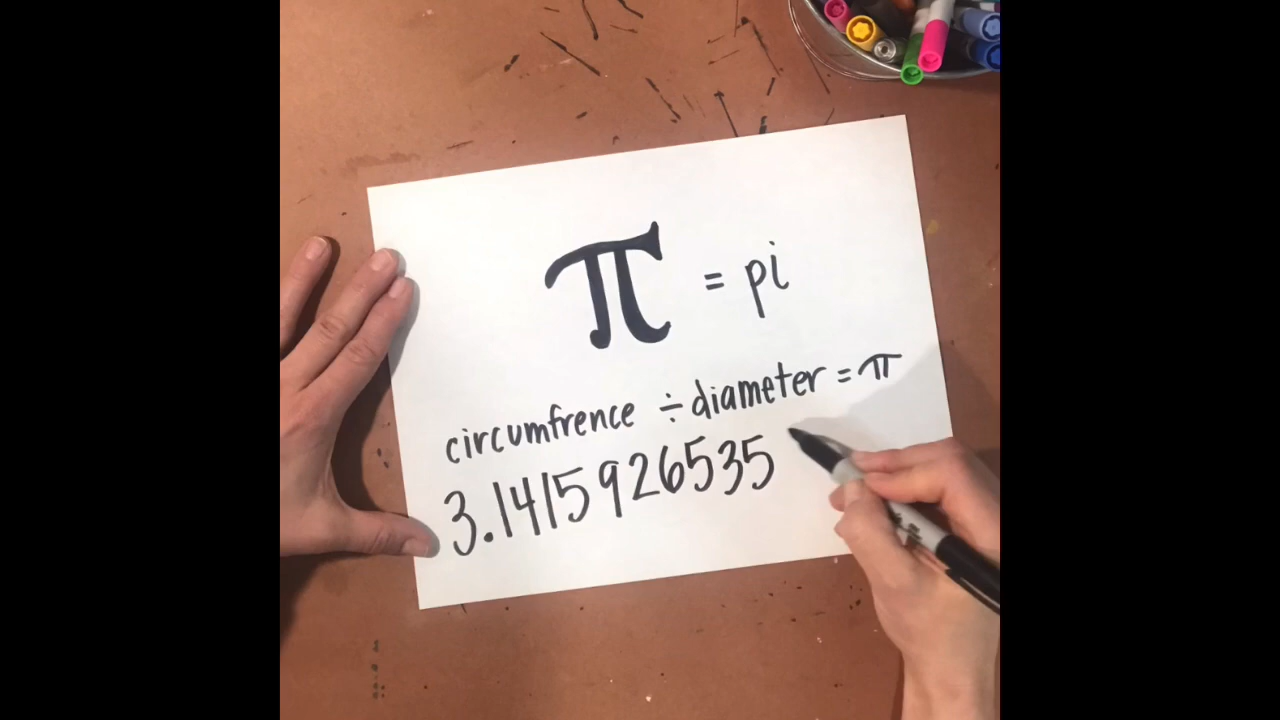 π = pi
circumfrence ÷ diameter = π
3.1415926535